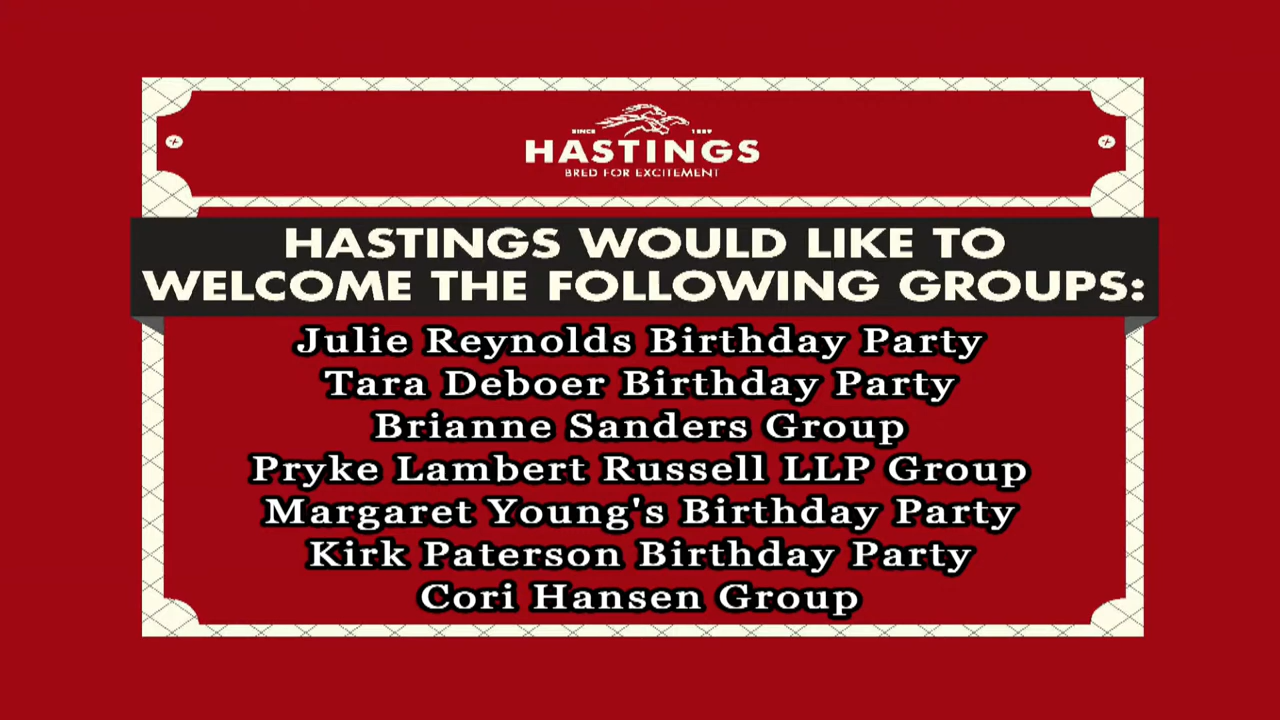 SINCE 1889
HASTINGS
BRED FOR EXCITEMENT
HASTINGS WOULD LIKE TO
WELCOME THE FOLLOWING GROUPS:
Julie Reynolds Birthday Party
Tara Deboer Birthday Party
Brianne Sanders Group
Pryke Lambert Russell LLP Group
Margaret Young's Birthday Party
Kirk Paterson Birthday Party
Cori Hansen Group